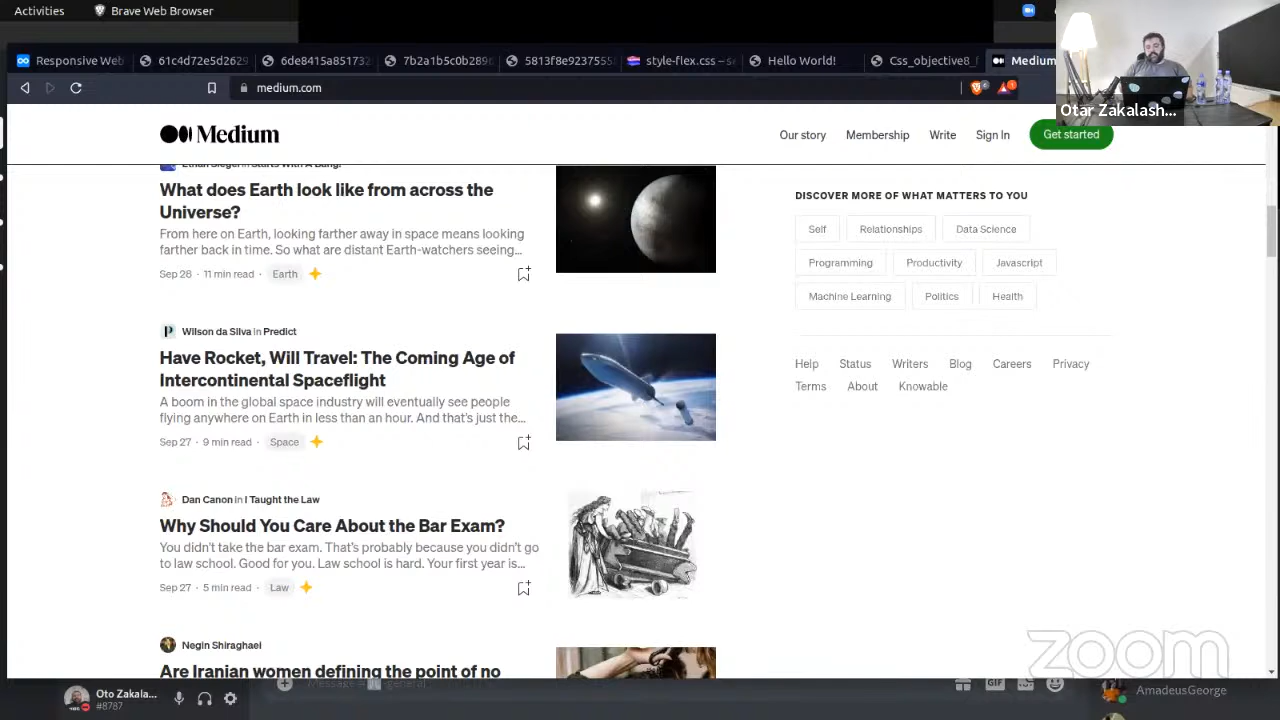 Activities
Brave Web Browser
Responsive Web
61c4d72e5d2629
6de8415a851732
7b2a1b5c0b289
5813f8e9237555
style-flex.css — s
Hello World!
Css_objective8_
Medium
medium.com
Otar Zakalash...
Medium
Our story
Membership
Write
Sign In
Get started
Ethan Siegel in Starts With A Bang!
What does Earth look like from across the
Universe?
From here on Earth, looking farther away in space means looking
farther back in time. So what are distant Earth-watchers seeing...
Sep 28 · 11 min read · Earth
Wilson da Silva in Predict
Have Rocket, Will Travel: The Coming Age of
Intercontinental Spaceflight
A boom in the global space industry will eventually see people
flying anywhere on Earth in less than an hour. And that's just the...
Sep 27 · 9 min read · Space
Dan Canon in I Taught the Law
Why Should You Care About the Bar Exam?
You didn't take the bar exam. That's probably because you didn't go
to law school. Good for you. Law school is hard. Your first year is...
Sep 27 · 5 min read · Law
Negin Shiraghaei
Are Iranian women defining the point of no
DISCOVER MORE OF WHAT MATTERS TO YOU
Self
Relationships
Data Science
Programming
Productivity
Javascript
Machine Learning
Politics
Health
Help
Status
Writers
Blog
Careers
Privacy
Terms
About
Knowable
zoom
Oto Zakala...
#8787
GIF
AmadeusGeorge